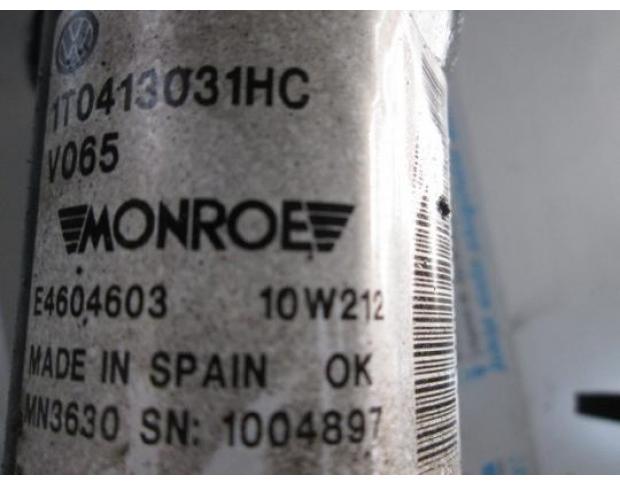 1T0413031HC
V065
MONROE
E4604603 10W212
MADE IN SPAIN OK
MN3630 SN: 1004897